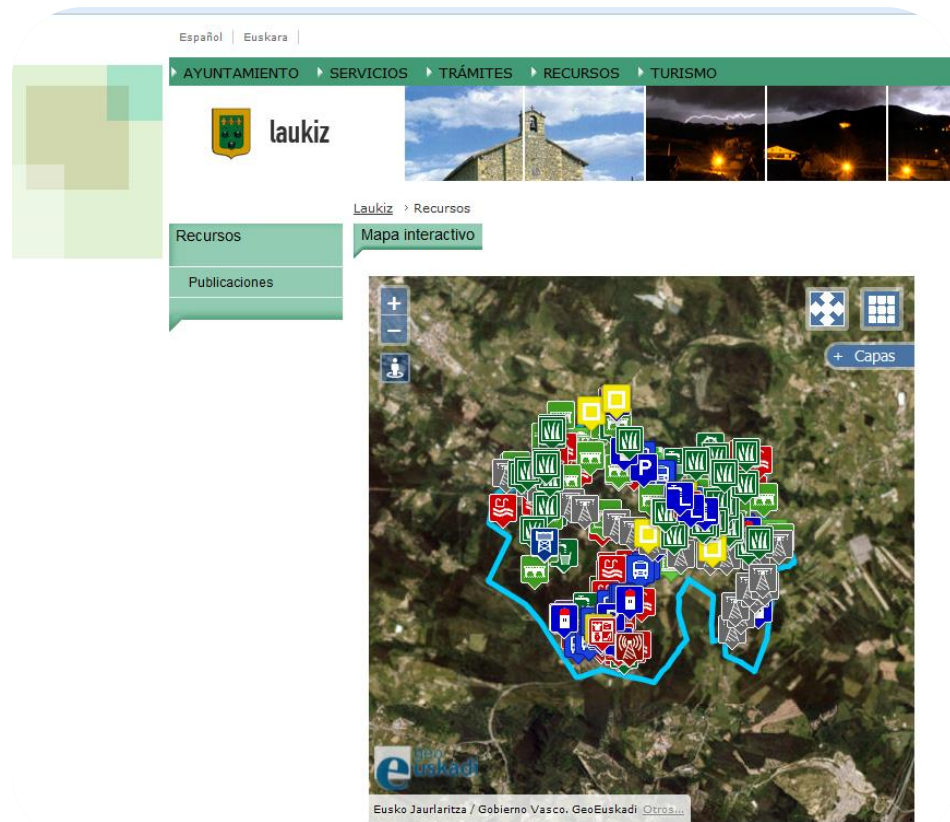 Español | Euskara |
AYUNTAMIENTO SERVICIOS TRÁMITES RECURSOS TURISMO
laukiz
Laukiz > Recursos
Recursos
Mapa interactivo
Publicaciones
+
−
+ Capas
P
geo
euskadi
Eusko Jaurlaritza / Gobierno Vasco. GeoEuskadi Otros...